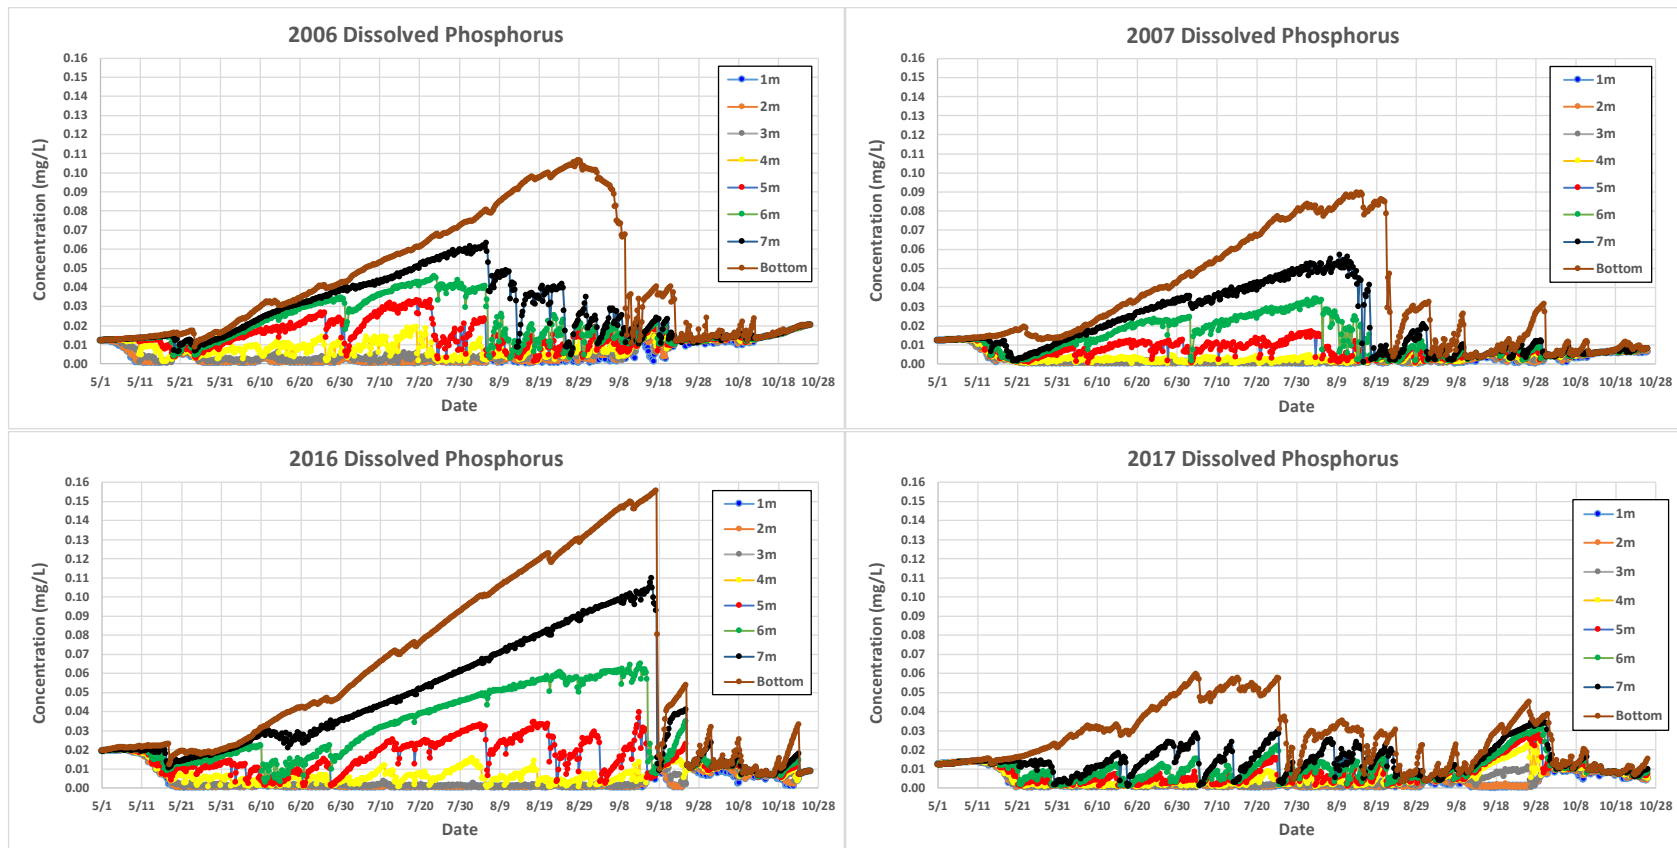 2006 Dissolved Phosphorus
Concentration (mg/L)
0.16
0.15
0.14
0.13
0.12
0.11
0.10
0.09
0.08
0.07
0.06
0.05
0.04
0.03
0.02
0.01
0.00
5/1 5/11 5/21 5/31 6/10 6/20 6/30 7/10 7/20 7/30 8/9 8/19 8/29 9/8 9/18 9/28 10/8 10/18 10/28
Date
1m
2m
3m
4m
5m
6m
7m
Bottom
2007 Dissolved Phosphorus
Concentration (mg/L)
0.16
0.15
0.14
0.13
0.12
0.11
0.10
0.09
0.08
0.07
0.06
0.05
0.04
0.03
0.02
0.01
0.00
5/1 5/11 5/21 5/31 6/10 6/20 6/30 7/10 7/20 7/30 8/9 8/19 8/29 9/8 9/18 9/28 10/8 10/18 10/28
Date
1m
2m
3m
4m
5m
6m
7m
Bottom
2016 Dissolved Phosphorus
Concentration (mg/L)
0.16
0.15
0.14
0.13
0.12
0.11
0.10
0.09
0.08
0.07
0.06
0.05
0.04
0.03
0.02
0.01
0.00
5/1 5/11 5/21 5/31 6/10 6/20 6/30 7/10 7/20 7/30 8/9 8/19 8/29 9/8 9/18 9/28 10/8 10/18 10/28
Date
1m
2m
3m
4m
5m
6m
7m
Bottom
2017 Dissolved Phosphorus
Concentration (mg/L)
0.16
0.15
0.14
0.13
0.12
0.11
0.10
0.09
0.08
0.07
0.06
0.05
0.04
0.03
0.02
0.01
0.00
5/1 5/11 5/21 5/31 6/10 6/20 6/30 7/10 7/20 7/30 8/9 8/19 8/29 9/8 9/18 9/28 10/8 10/18 10/28
Date
1m
2m
3m
4m
5m
6m
7m
Bottom